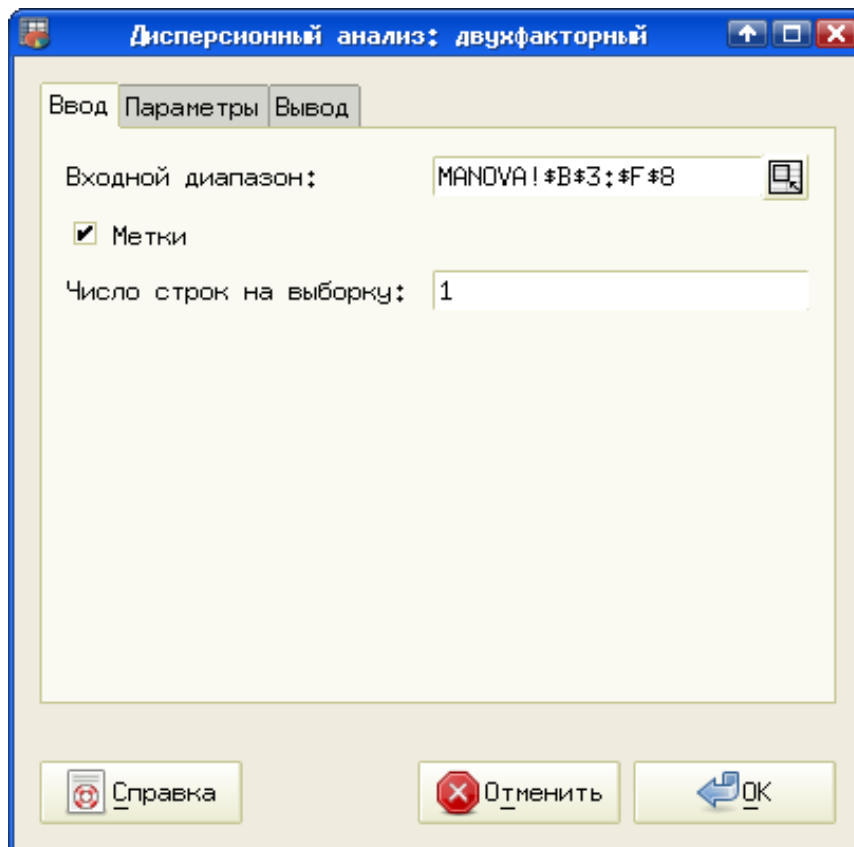 Дисперсионный анализ: двухфакторный
Ввод Параметры Вывод
Входной диапазон: MANOVA!$B$3:$F$8
Метки
Число строк на выборку: 1
Справка Отменить OK